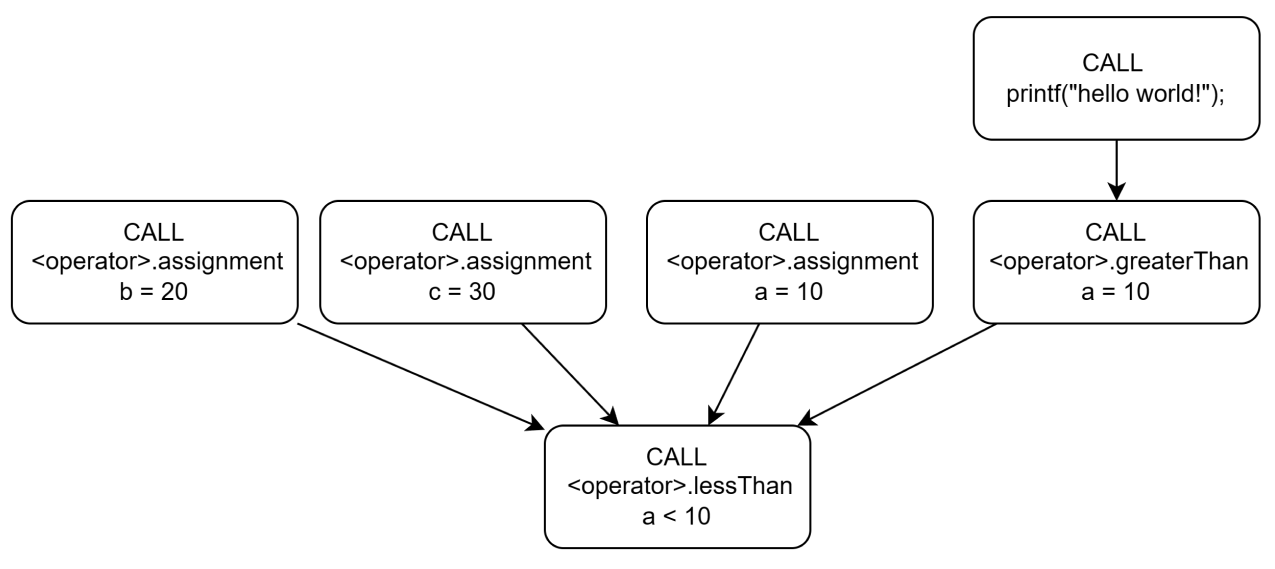 CALL
printf("hello world!");
CALL
<operator>.assignment
b = 20
CALL
<operator>.assignment
c = 30
CALL
<operator>.assignment
a = 10
CALL
<operator>.greaterThan
a = 10
CALL
<operator>.lessThan
a < 10